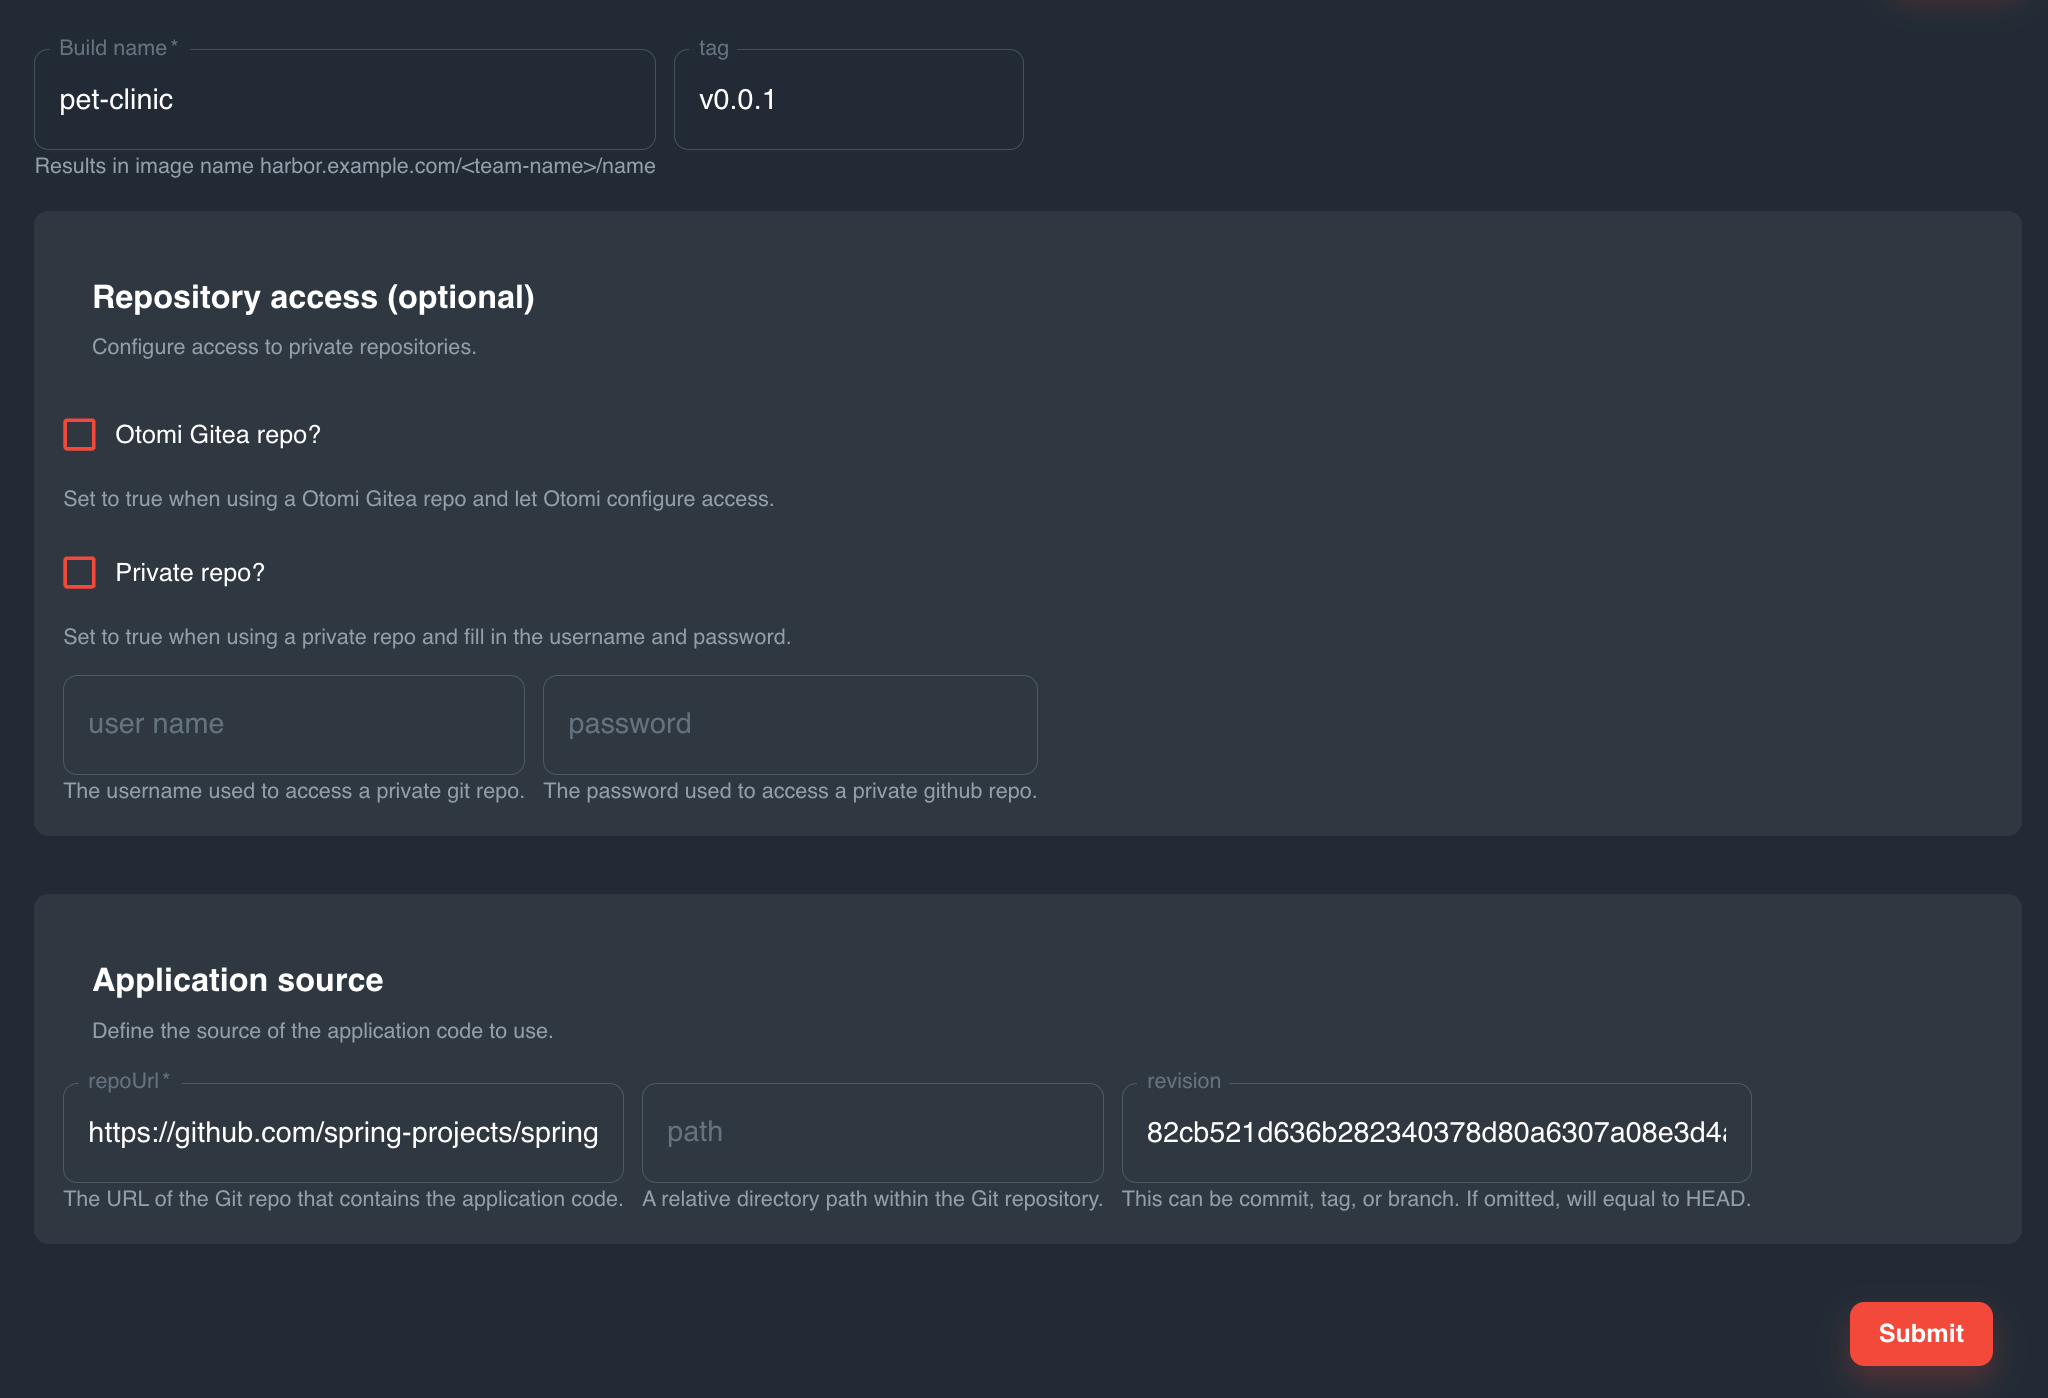 Build name *
tag
pet-clinic
v0.0.1
Results in image name harbor.example.com/<team-name>/name
Repository access (optional)
Configure access to private repositories.
Otomi Gitea repo?
Set to true when using a Otomi Gitea repo and let Otomi configure access.
Private repo?
Set to true when using a private repo and fill in the username and password.
user name
password
The username used to access a private git repo.
The password used to access a private github repo.
Application source
Define the source of the application code to use.
repoUrl *
revision
https://github.com/spring-projects/spring
path
82cb521d636b282340378d80a6307a08e3d4a
The URL of the Git repo that contains the application code.
A relative directory path within the Git repository.
This can be commit, tag, or branch. If omitted, will equal to HEAD.
Submit